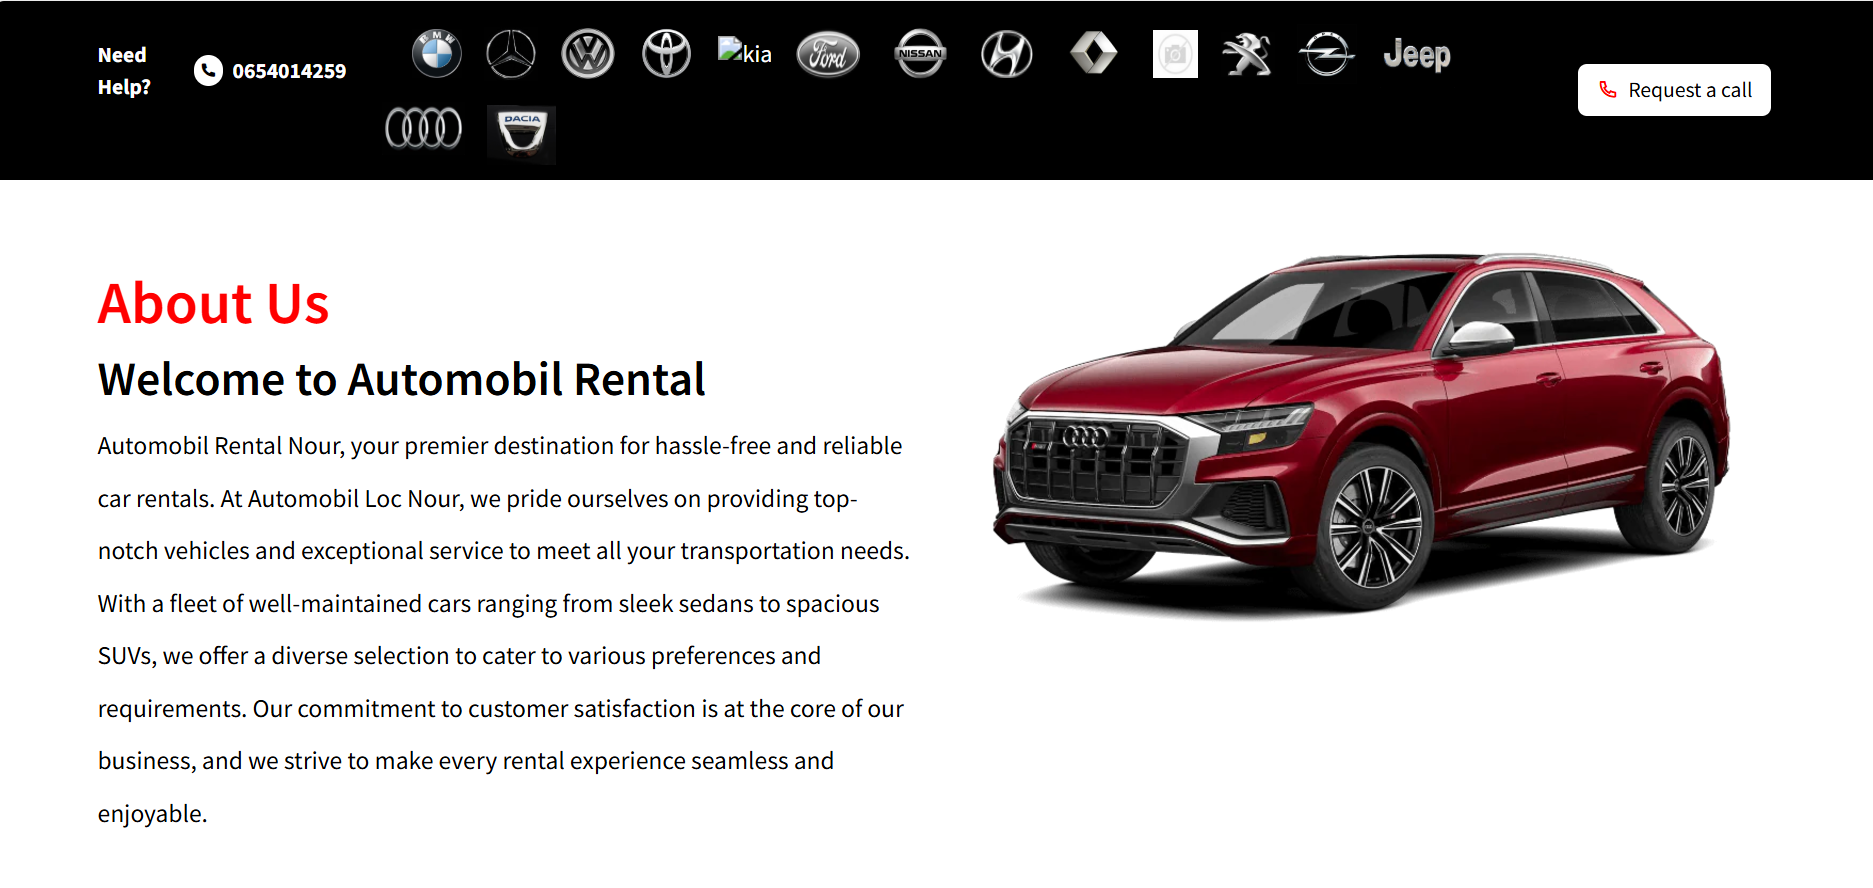 Need
Help?
0654014259
BMW
kia
Ford
NISSAN
Jeep
DACIA
Request a call
About Us
Welcome to Automobil Rental
Automobil Rental Nour, your premier destination for hassle-free and reliable
car rentals. At Automobil Loc Nour, we pride ourselves on providing top-
notch vehicles and exceptional service to meet all your transportation needs.
With a fleet of well-maintained cars ranging from sleek sedans to spacious
SUVs, we offer a diverse selection to cater to various preferences and
requirements. Our commitment to customer satisfaction is at the core of our
business, and we strive to make every rental experience seamless and
enjoyable.